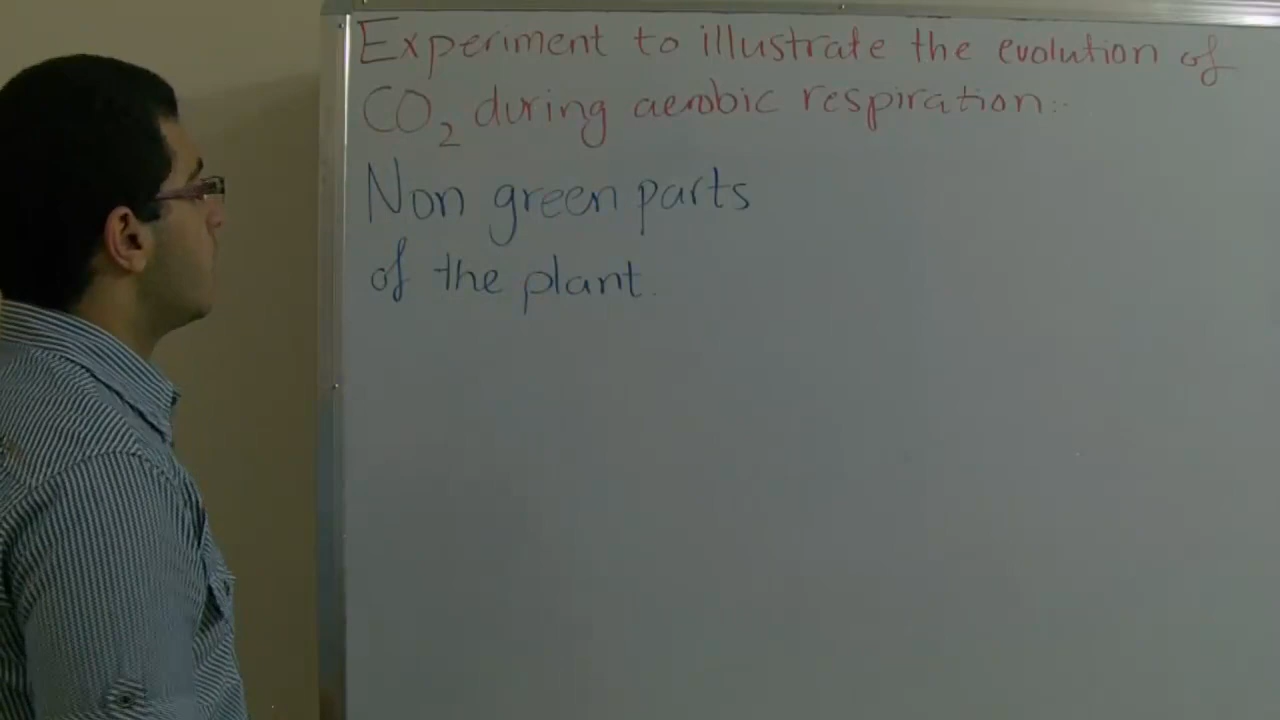 Experiment to illustrate the evolution of
CO₂ during aerobic respiration:-
Non green parts
of the plant.